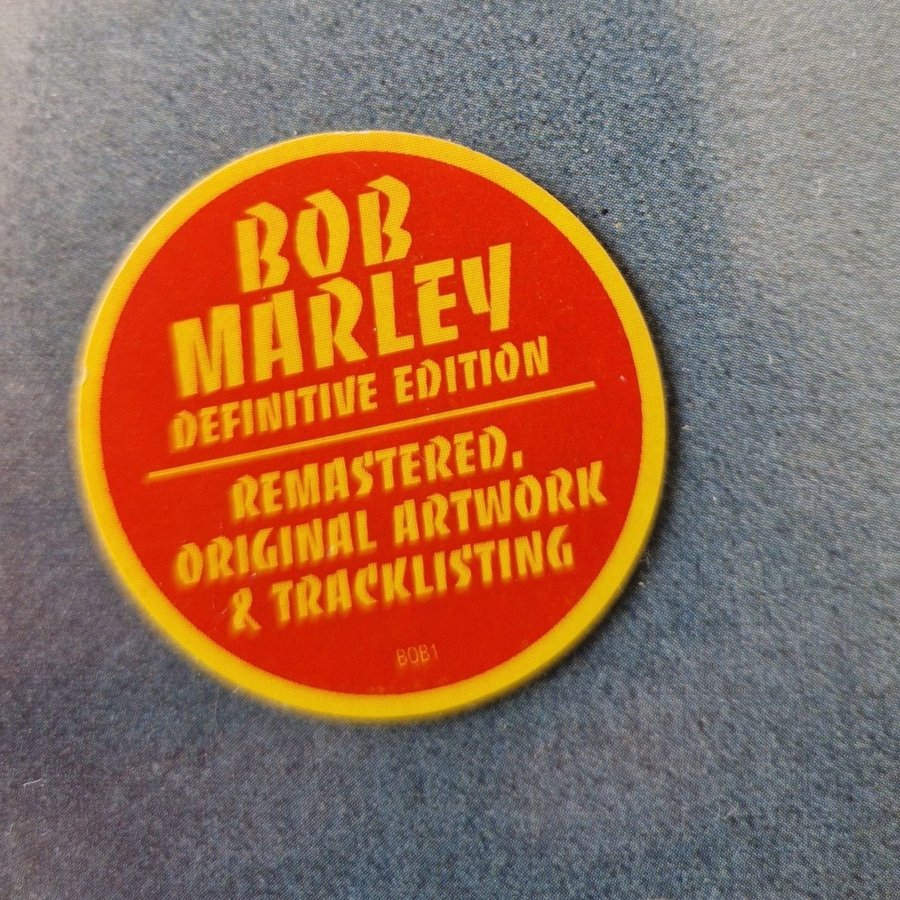 BOB
MARLEY
DEFINITIVE EDITION
REMASTERED,
ORIGINAL ARTWORK
& TRACKLISTING
BOB1